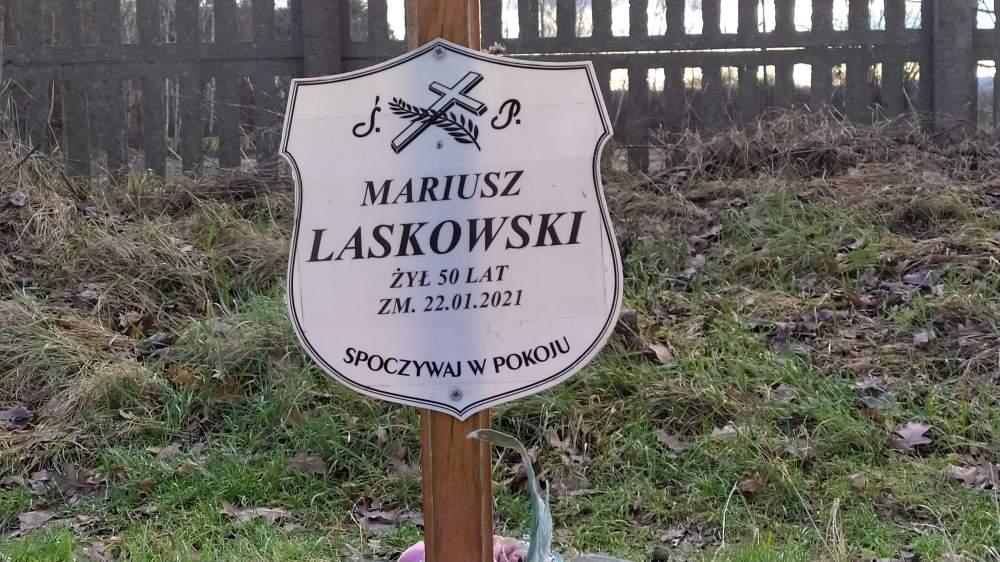 Ś. P.
MARIUSZ
LASKOWSKI
ŻYŁ 50 LAT
ZM. 22.01.2021
SPOCZYWAJ W POKOJU